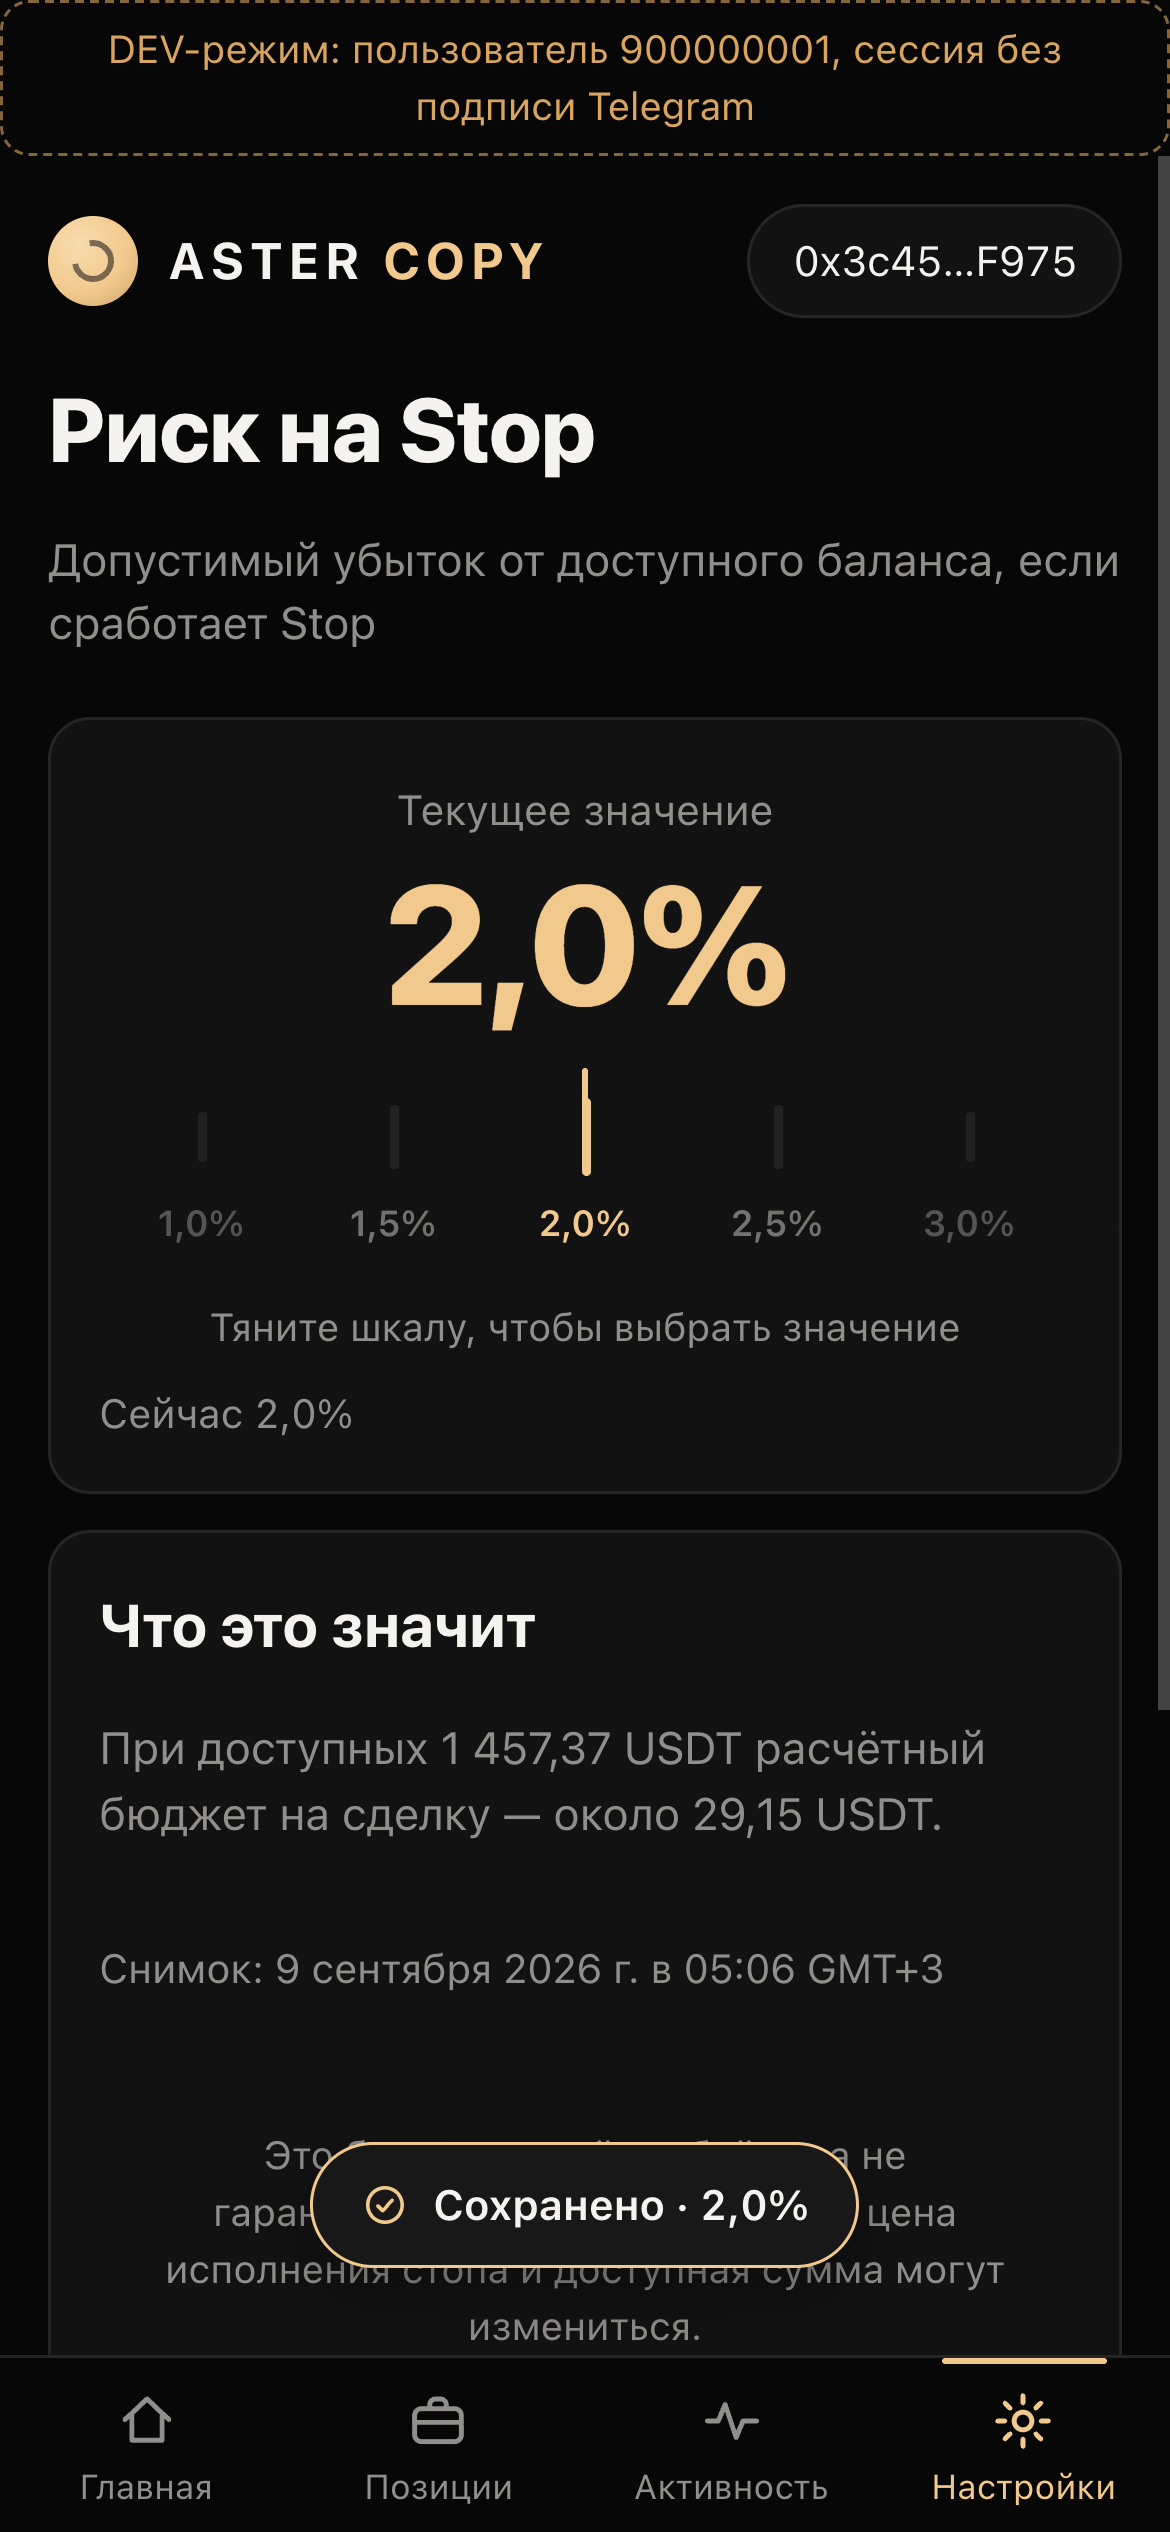 DEV-режим: пользователь 900000001, сессия без
подписи Telegram
ASTER COPY
0x3c45...F975
Риск на Stop
Допустимый убыток от доступного баланса, если
сработает Stop
Текущее значение
2,0%
1,0% 1,5% 2,0% 2,5% 3,0%
Тяните шкалу, чтобы выбрать значение
Сейчас 2,0%
Что это значит
При доступных 1 457,37 USDT расчётный
бюджет на сделку — около 29,15 USDT.
Снимок: 9 сентября 2026 г. в 05:06 GMT+3
Это не
цена
исполнения стопа и доступная сумма могут
измениться.
Сохранено · 2,0%
Главная
Позиции
Активность
Настройки